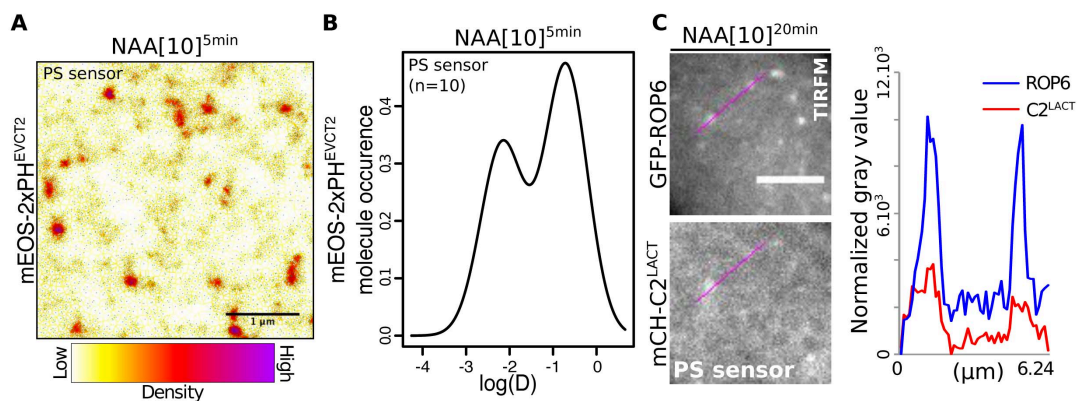 A
NAA[10]5min
PS sensor
mEOS-2xPHEVCT2
1 μm
Low
High
Density
B
NAA[10]5min
PS sensor
(n=10)
mEOS-2xPHEVCT2
molecule occurence
0.0 0.1 0.2 0.3 0.4
-4 -3 -2 -1 0
log(D)
C
NAA[10]20min
GFP-ROP6
TIRFM
mCH-C2LACT
PS sensor
ROP6
C2LACT
Normalized gray value
12.10³
6.10³
0
0 (μm) 6.24